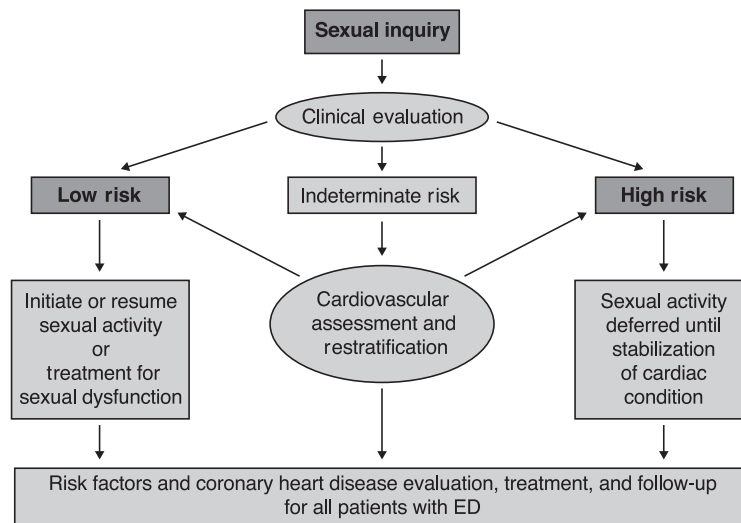 Sexual inquiry
Clinical evaluation
Low risk
Indeterminate risk
High risk
Initiate or resume
sexual activity
or
treatment for
sexual dysfunction
Cardiovascular
assessment and
restratification
Sexual activity
deferred until
stabilization
of cardiac
condition
Risk factors and coronary heart disease evaluation, treatment, and follow-up
for all patients with ED